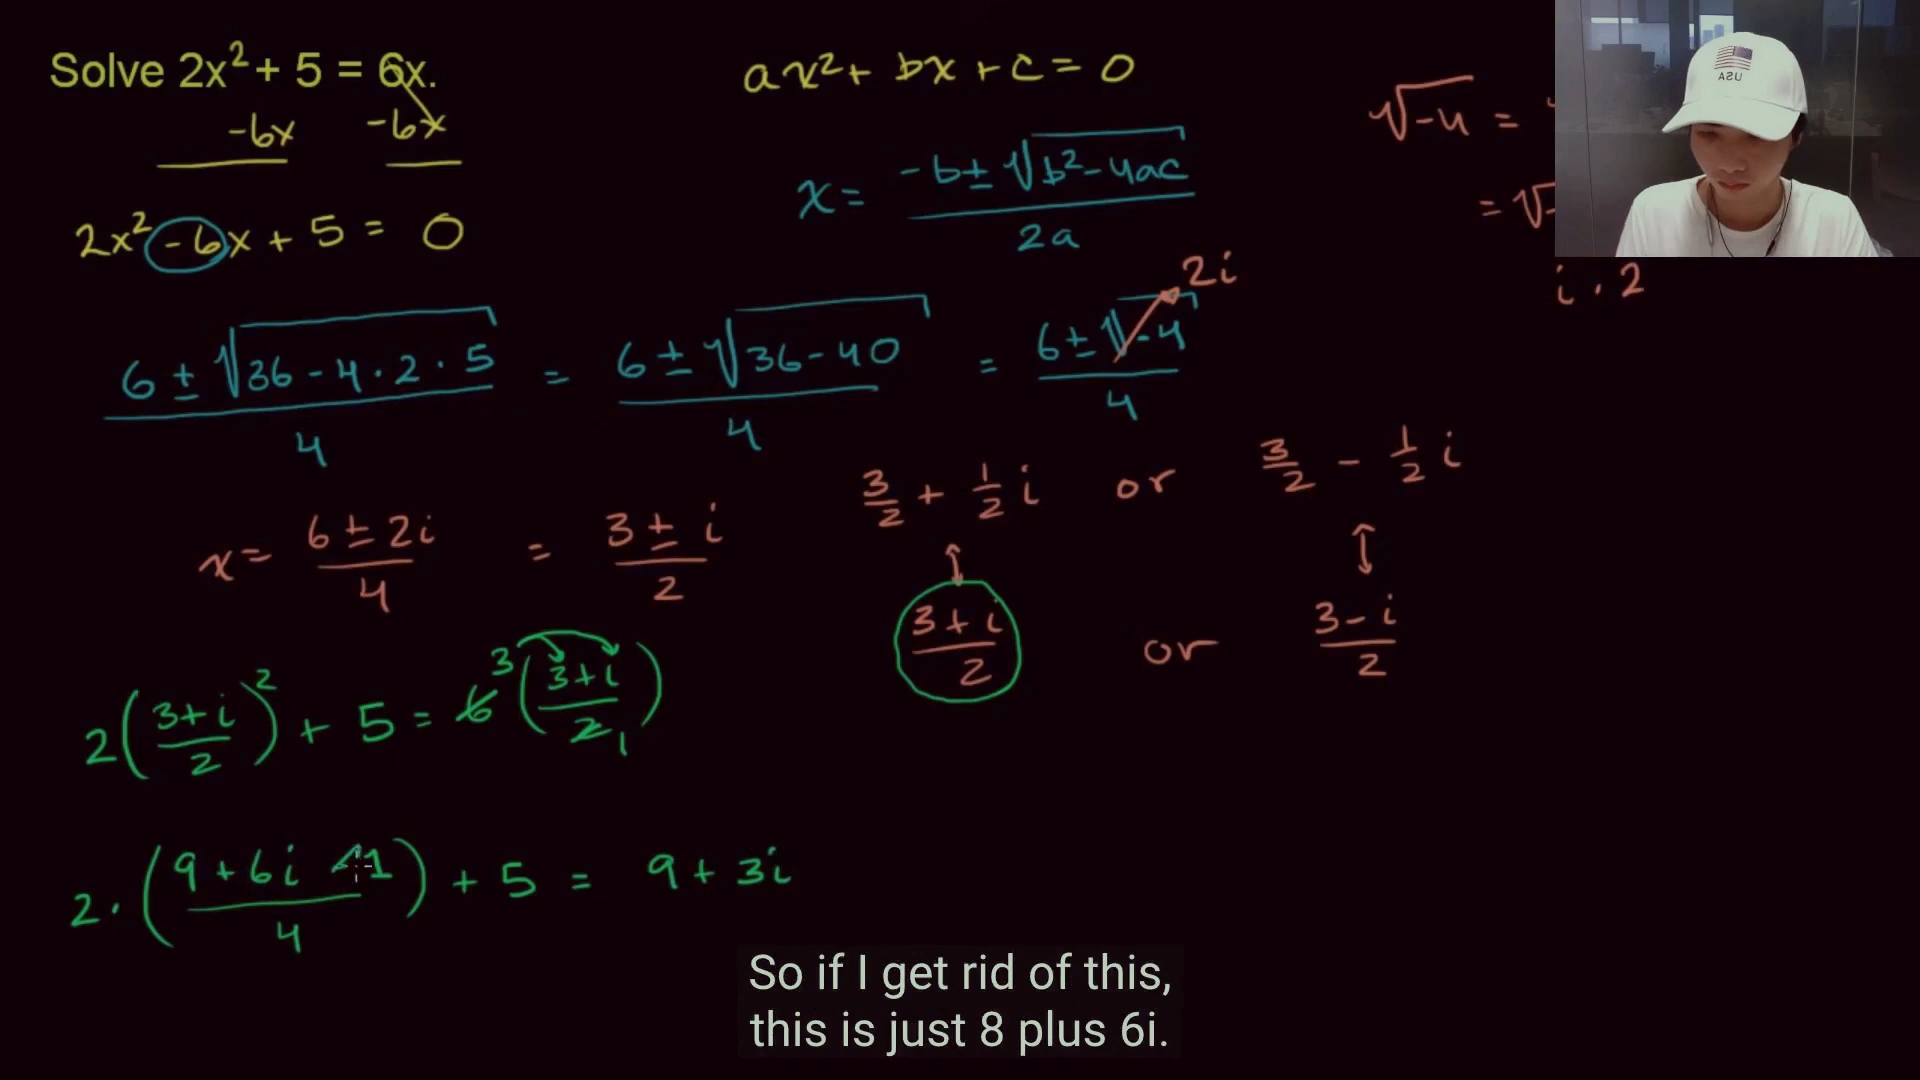 Solve 2x² + 5 = 6x.
-6x -6x
2x² - 6x + 5 = 0
ax² + bx + c = 0
x = (-b ± √(b² - 4ac)) / 2a
√-4 =
= √-
i · 2
USA
(6 ± √(36 - 4 · 2 · 5)) / 4 = (6 ± √(36 - 40)) / 4 = (6 ± √-4) / 4
2i
x = (6 ± 2i) / 4 = (3 ± i) / 2
3/2 + 1/2 i or 3/2 - 1/2 i
(3 + i) / 2 or (3 - i) / 2
2((3 + i) / 2)² + 5 = 6((3 + i) / 2)
3 1
2 · ((9 + 6i - 1) / 4) + 5 = 9 + 3i
So if I get rid of this,
this is just 8 plus 6i.